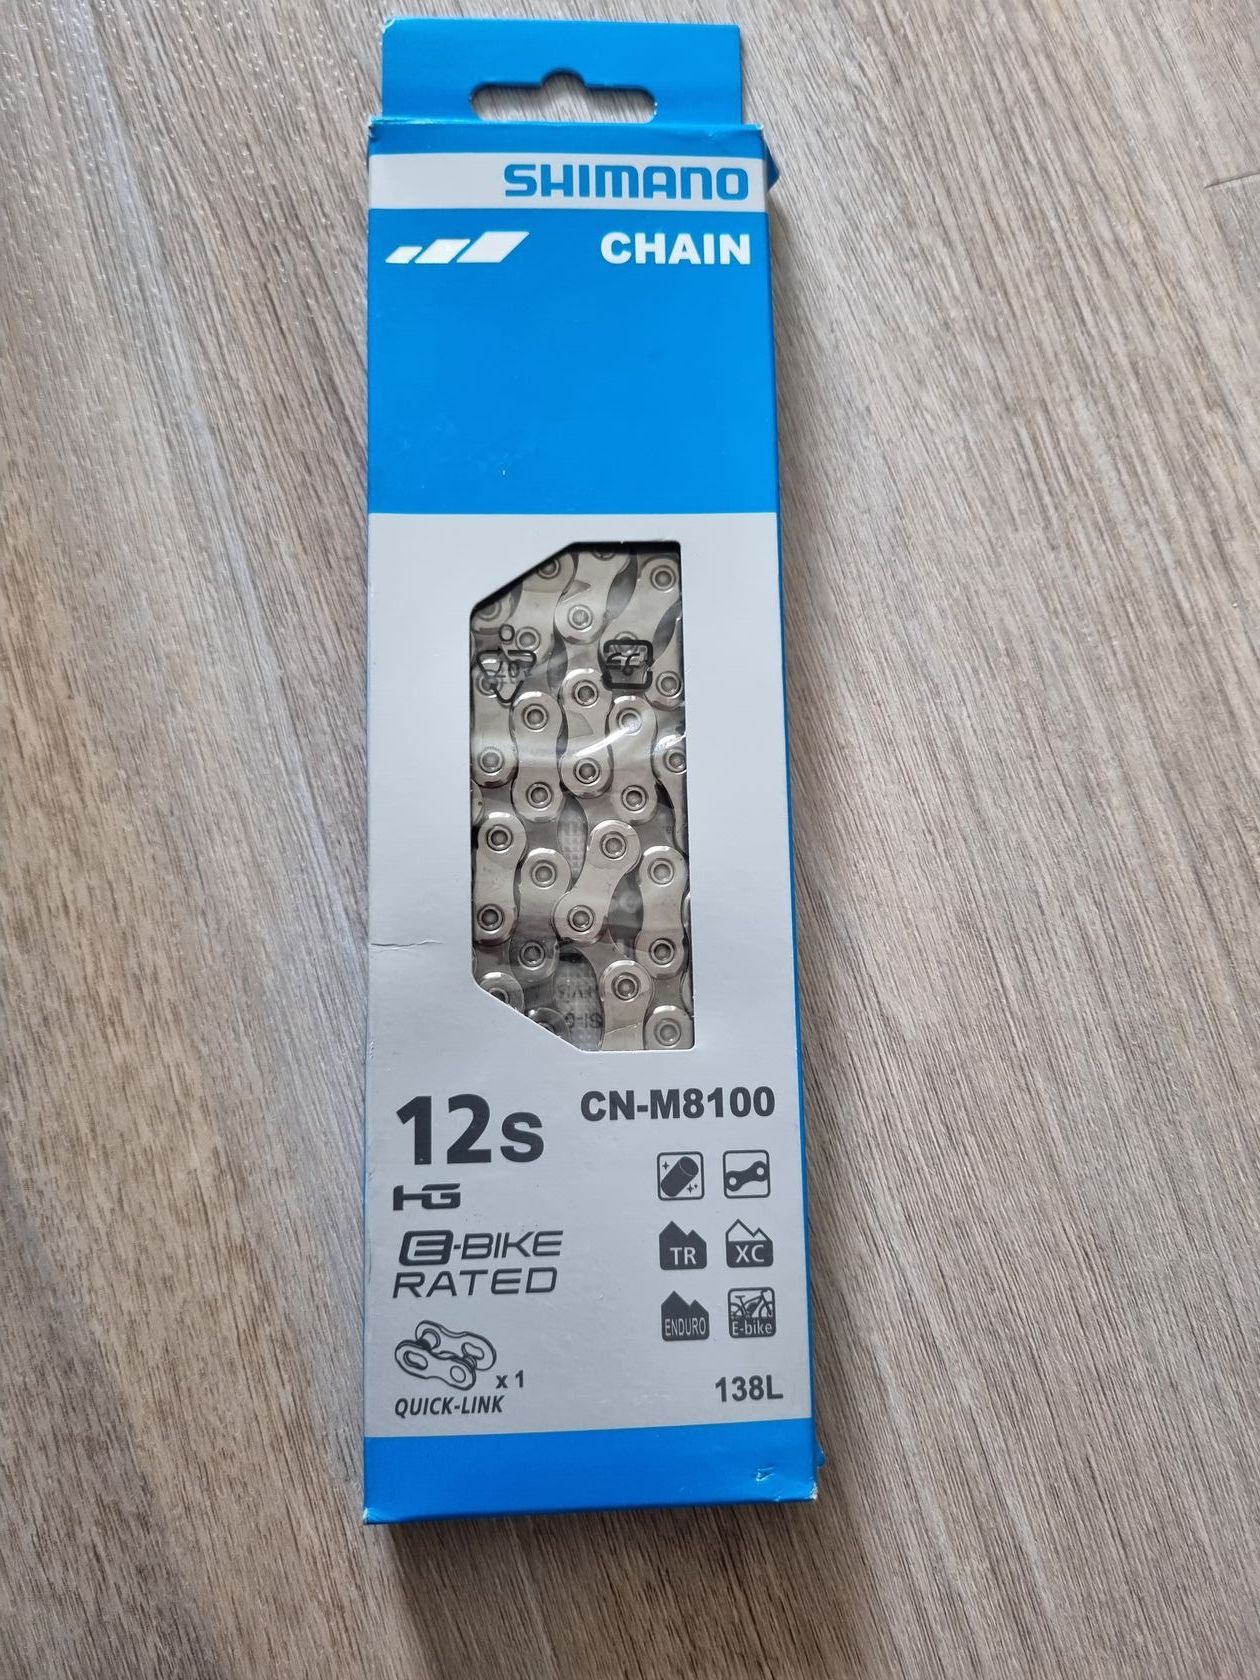 SHIMANO
CHAIN
12s
CN-M8100
HG
E-BIKE
RATED
TR
XC
ENDURO
E-bike
x 1
QUICK-LINK
138L